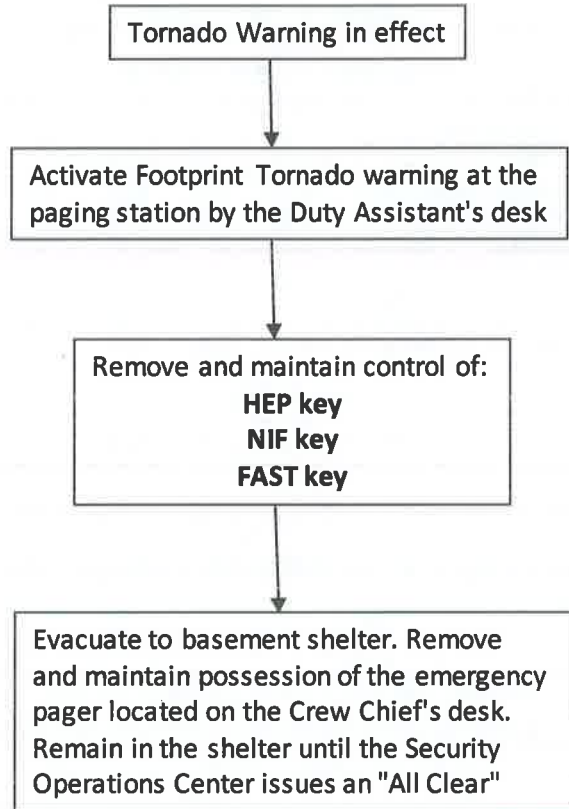 Tornado Warning in effect
Activate Footprint Tornado warning at the
paging station by the Duty Assistant's desk
Remove and maintain control of:
HEP key
NIF key
FAST key
Evacuate to basement shelter. Remove
and maintain possession of the emergency
pager located on the Crew Chief's desk.
Remain in the shelter until the Security
Operations Center issues an "All Clear"